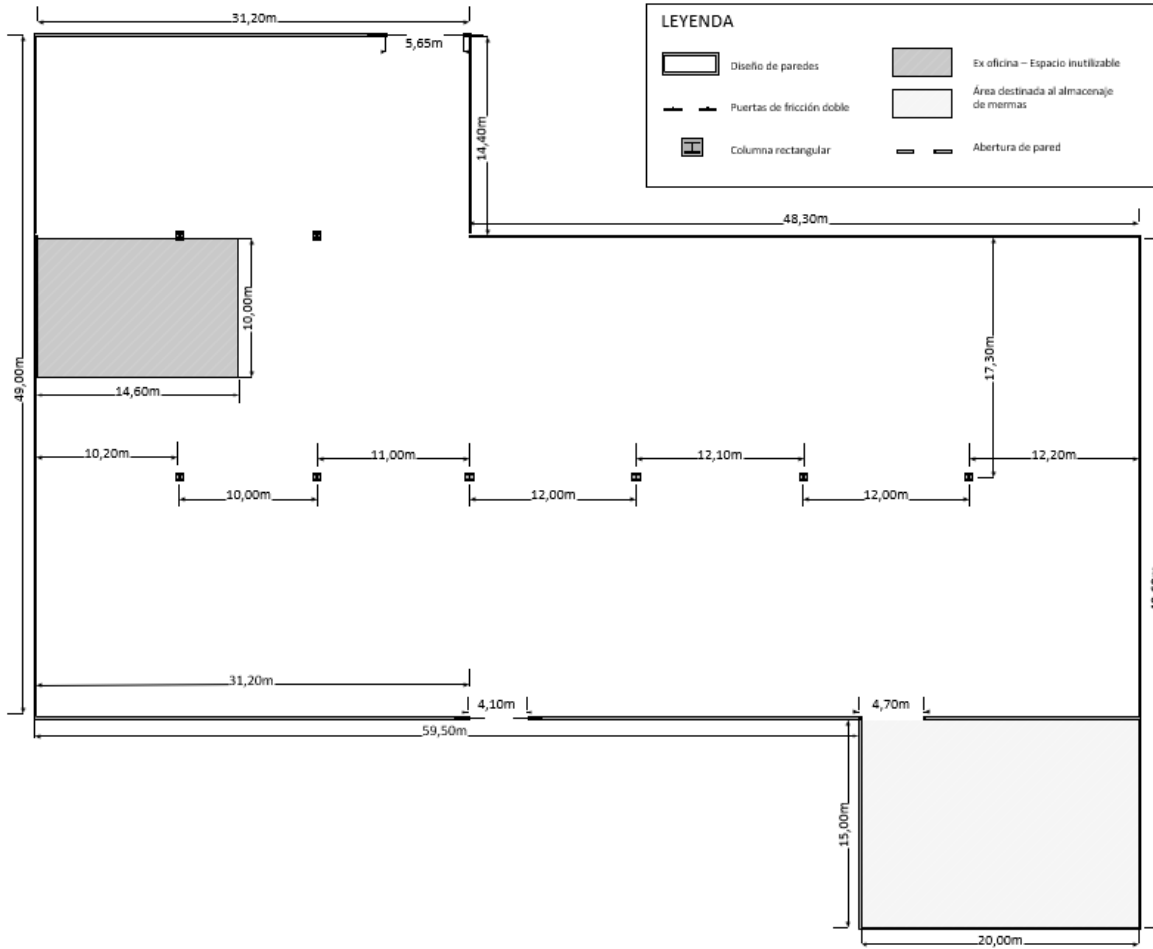 31,20m
5,65m
14,40m
LEYENDA
Diseño de paredes
Ex oficina – Espacio inutilizable
Área destinada al almacenaje
de mermas
Puertas de fricción doble
Columna rectangular
Abertura de pared
48,30m
10,00m
17,30m
49,00m
14,60m
10,20m
11,00m
12,10m
12,20m
10,00m
12,00m
12,00m
31,20m
4,10m
4,70m
59,50m
15,00m
20,00m